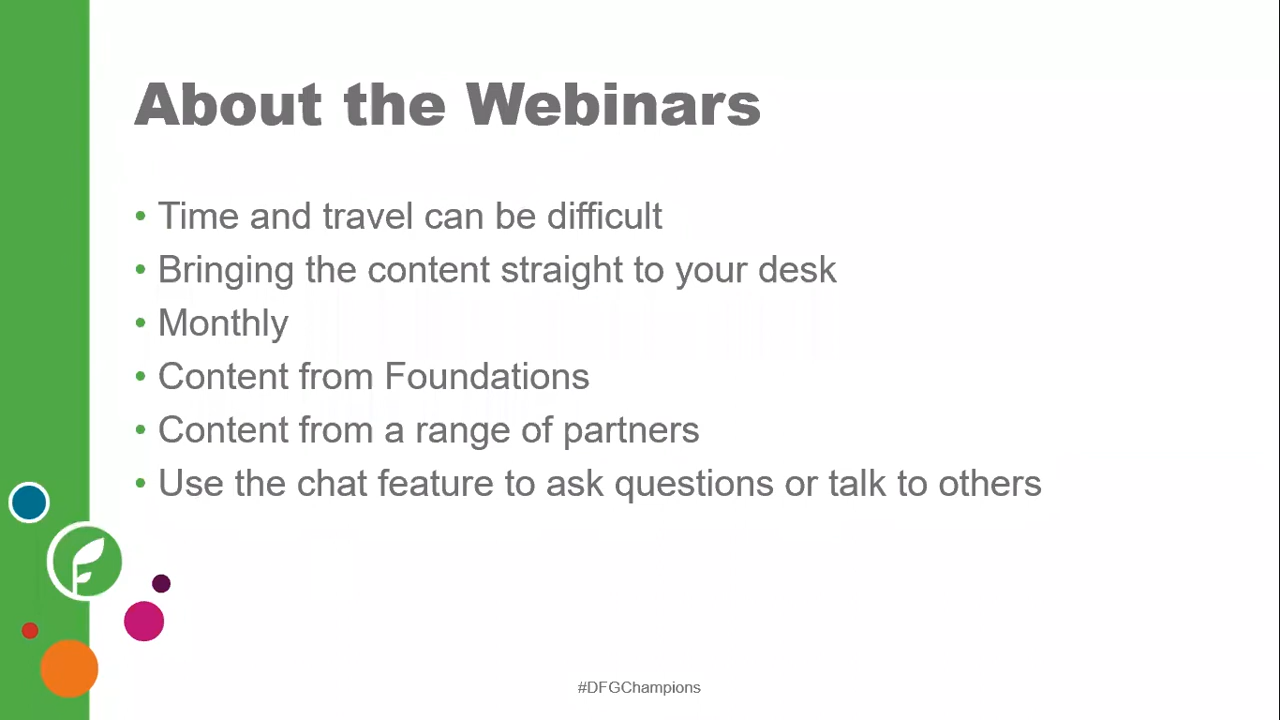 About the Webinars
• Time and travel can be difficult
• Bringing the content straight to your desk
• Monthly
• Content from Foundations
• Content from a range of partners
• Use the chat feature to ask questions or talk to others
#DFGChampions